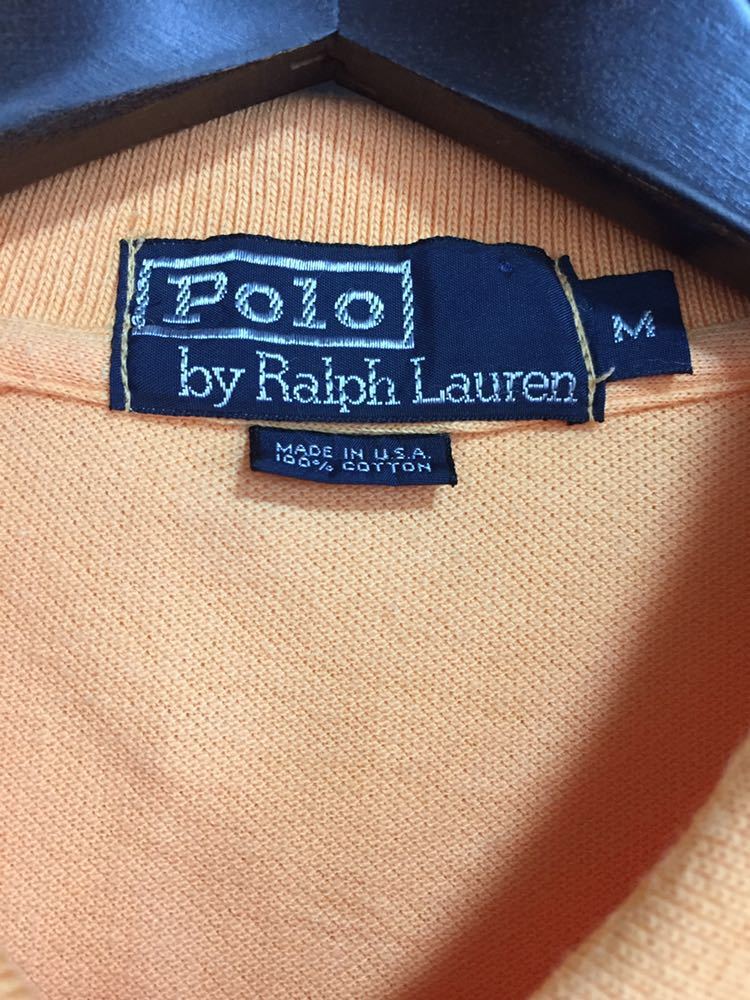 Polo
by Ralph Lauren
M
MADE IN U.S.A.
100% COTTON